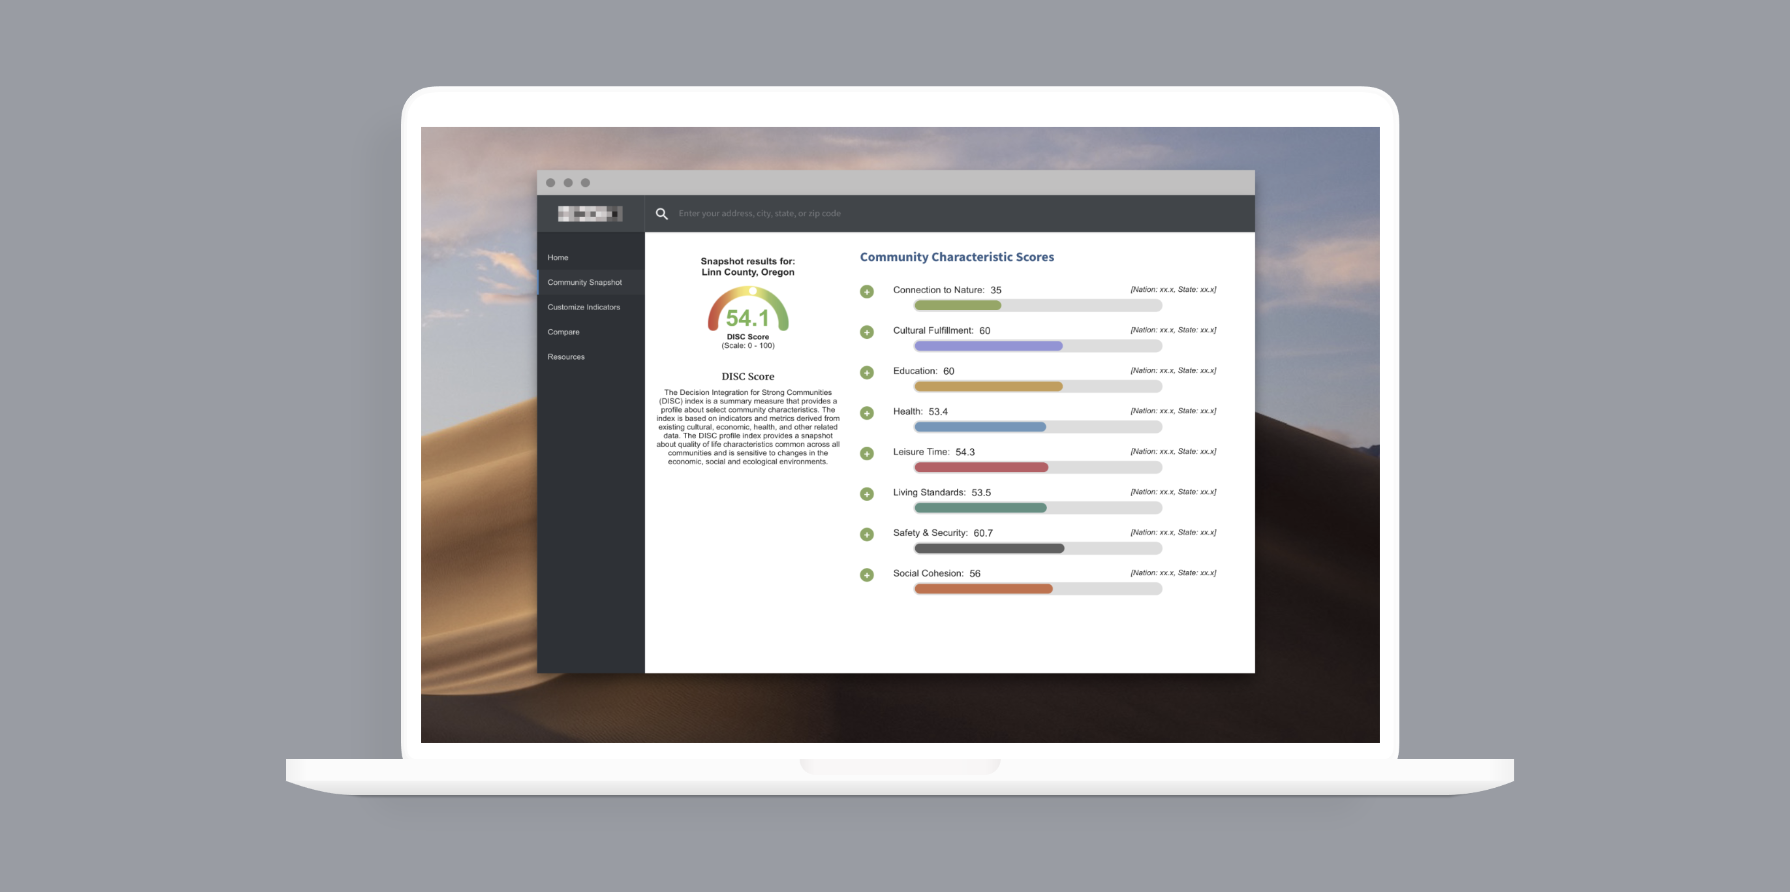 Enter your address, city, state, or zip code
Home
Community Snapshot
Customize Indicators
Compare
Resources
Snapshot results for:
Linn County, Oregon
54.1
DISC Score
(Scale: 0 - 100)
DISC Score
The Decision Integration for Strong Communities
(DISC) index is a summary measure that provides a
profile about select community characteristics. The
index is based on indicators and metrics derived from
existing cultural, economic, health, and other related
data. The DISC profile index provides a snapshot
about quality of life characteristics common across all
communities and is sensitive to changes in the
economic, social and ecological environments.
Community Characteristic Scores
Connection to Nature: 35 [Nation: xx.x, State: xx.x]
Cultural Fulfillment: 60 [Nation: xx.x, State: xx.x]
Education: 60 [Nation: xx.x, State: xx.x]
Health: 53.4 [Nation: xx.x, State: xx.x]
Leisure Time: 54.3 [Nation: xx.x, State: xx.x]
Living Standards: 53.5 [Nation: xx.x, State: xx.x]
Safety & Security: 60.7 [Nation: xx.x, State: xx.x]
Social Cohesion: 56 [Nation: xx.x, State: xx.x]